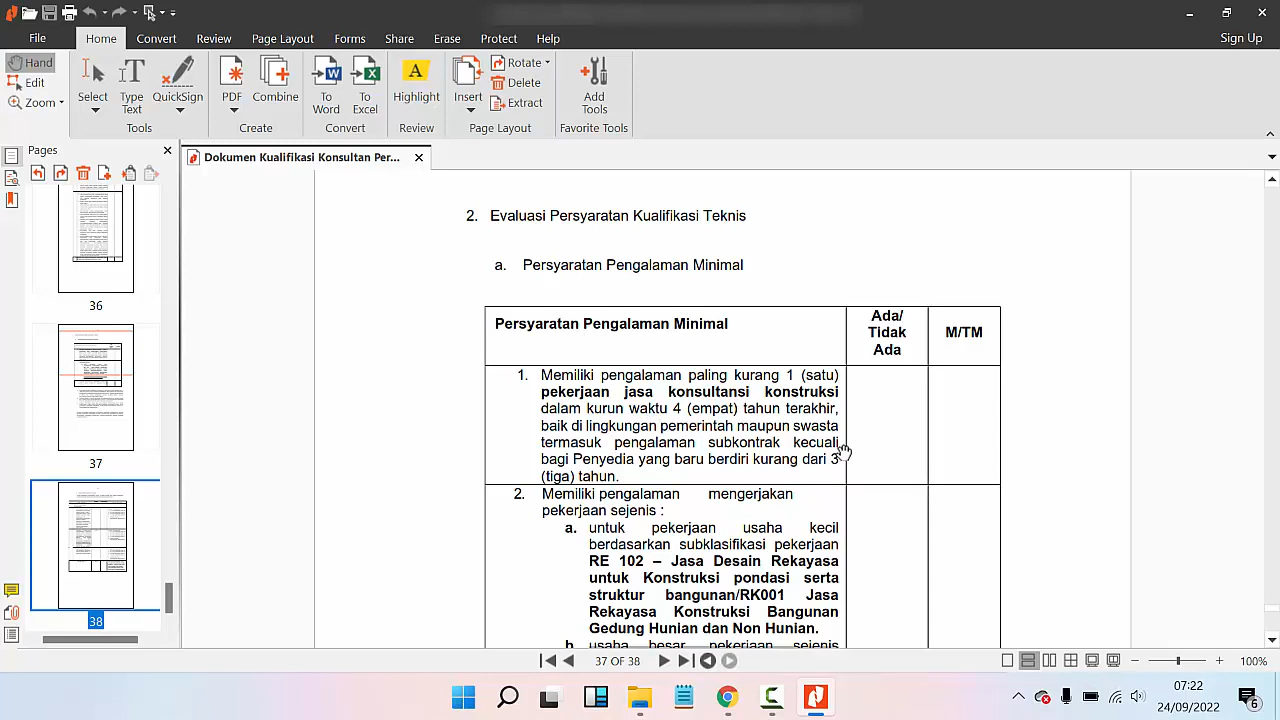 File Home Convert Review Page Layout Forms Share Erase Protect Help Sign Up
Hand
Edit
Zoom
Select
Type Text
QuickSign
Tools
PDF
Combine
Create
To Word
To Excel
Convert
Highlight
Review
Insert
Rotate
Delete
Extract
Page Layout
Add Tools
Favorite Tools
Pages
Dokumen Kualifikasi Konsultan Per...
36
37
38
2. Evaluasi Persyaratan Kualifikasi Teknis
a. Persyaratan Pengalaman Minimal
Persyaratan Pengalaman Minimal
Ada/
Tidak
Ada
M/TM
1. Memiliki pengalaman paling kurang 1 (satu)
pekerjaan jasa konsultansi konstruksi
dalam kurun waktu 4 (empat) tahun terakhir,
baik di lingkungan pemerintah maupun swasta
termasuk pengalaman subkontrak kecuali
bagi Penyedia yang baru berdiri kurang dari 3
(tiga) tahun.
2. Memiliki pengalaman mengerjakan
pekerjaan sejenis :
a. untuk pekerjaan usaha kecil
berdasarkan subklasifikasi pekerjaan
RE 102 – Jasa Desain Rekayasa
untuk Konstruksi pondasi serta
struktur bangunan/RK001 Jasa
Rekayasa Konstruksi Bangunan
Gedung Hunian dan Non Hunian.
b. usaha besar pekerjaan sejenis
37 OF 38
100%
07:22
24/09/2022
6